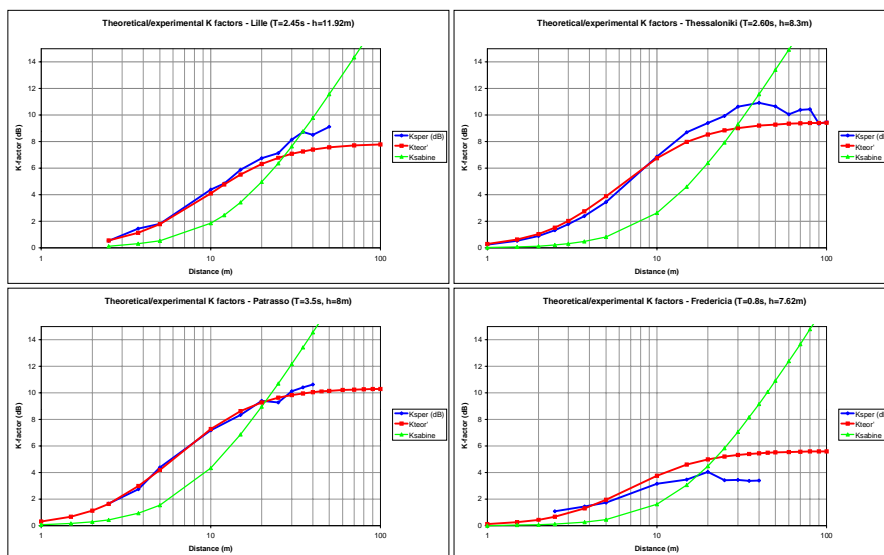 Theoretical/experimental K factors - Lille (T=2.45s - h=11.92m)
14
12
10
8
6
4
2
0
K-factor (dB)
1
10
100
Distance (m)
Ksper (dB)
Kteor'
Ksabine
Theoretical/experimental K factors - Thessaloniki (T=2.60s, h=8.3m)
14
12
10
8
6
4
2
0
K-factor (dB)
1
10
100
Distance (m)
Ksper (dB)
Kteor'
Ksabine
Theoretical/experimental K factors - Patrasso (T=3.5s, h=8m)
14
12
10
8
6
4
2
0
K-factor (dB)
1
10
100
Distance (m)
Ksper (dB)
Kteor'
Ksabine
Theoretical/experimental K factors - Fredericia (T=0.8s, h=7.62m)
14
12
10
8
6
4
2
0
K-factor (dB)
1
10
100
Distance (m)
Ksper (dB)
Kteor'
Ksabine